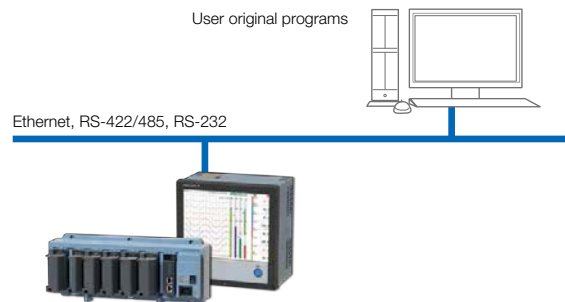 User original programs
Ethernet, RS-422/485, RS-232